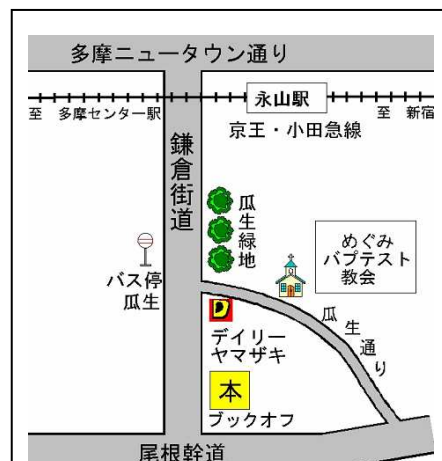 多摩ニュータウン通り
永山駅
至 多摩センター駅
至 新宿
京王・小田急線
鎌倉街道
瓜生緑地
めぐみ
バプテスト
教会
バス停
瓜生
瓜生通り
デイリー
ヤマザキ
本
ブックオフ
尾根幹道